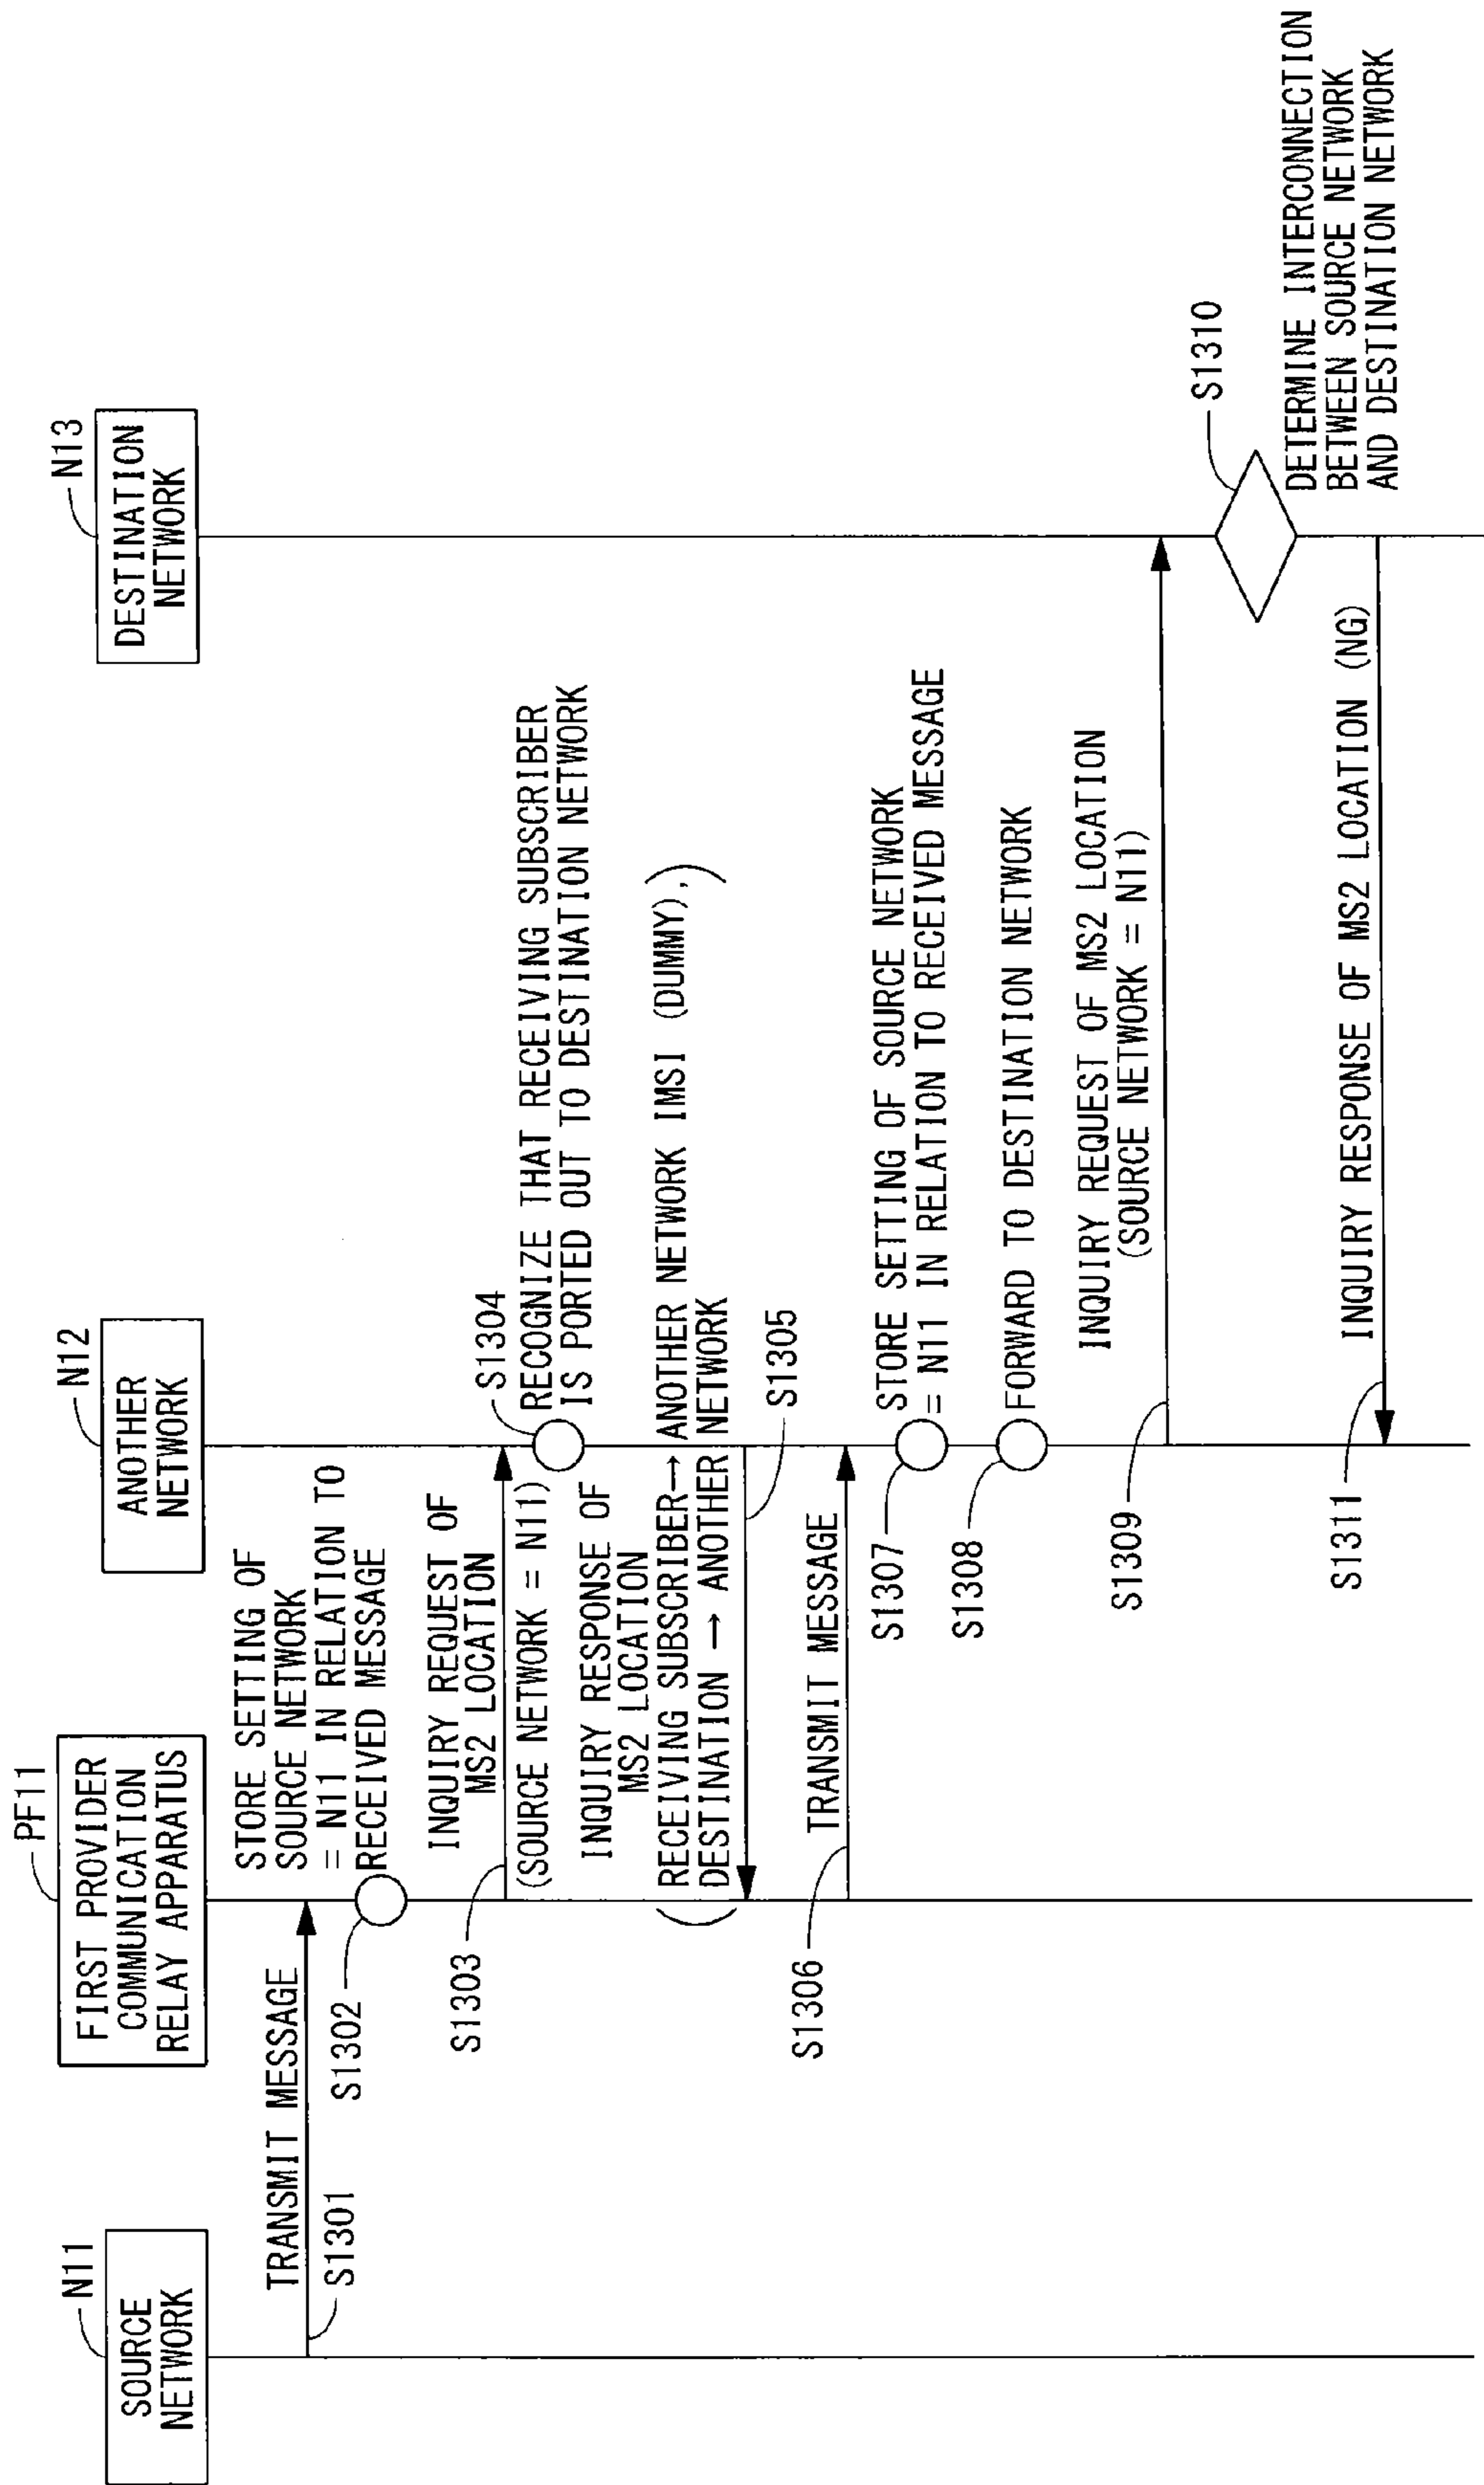 N11
SOURCE
NETWORK
PF11
FIRST PROVIDER
COMMUNICATION
RELAY APPARATUS
N12
ANOTHER
NETWORK
N13
DESTINATION
NETWORK
TRANSMIT MESSAGE
S1301
STORE SETTING OF
SOURCE NETWORK
= N11 IN RELATION TO
RECEIVED MESSAGE
S1302
INQUIRY REQUEST OF
MS2 LOCATION
(SOURCE NETWORK = N11)
S1303
S1304
RECOGNIZE THAT RECEIVING SUBSCRIBER
IS PORTED OUT TO DESTINATION NETWORK
INQUIRY RESPONSE OF
MS2 LOCATION
(RECEIVING SUBSCRIBER→ ANOTHER NETWORK IMSI (DUMMY),
DESTINATION → ANOTHER NETWORK)
S1305
TRANSMIT MESSAGE
S1306
STORE SETTING OF SOURCE NETWORK
= N11 IN RELATION TO RECEIVED MESSAGE
S1307
FORWARD TO DESTINATION NETWORK
S1308
INQUIRY REQUEST OF MS2 LOCATION
(SOURCE NETWORK = N11)
S1309
S1310
DETERMINE INTERCONNECTION
BETWEEN SOURCE NETWORK
AND DESTINATION NETWORK
INQUIRY RESPONSE OF MS2 LOCATION (NG)
S1311